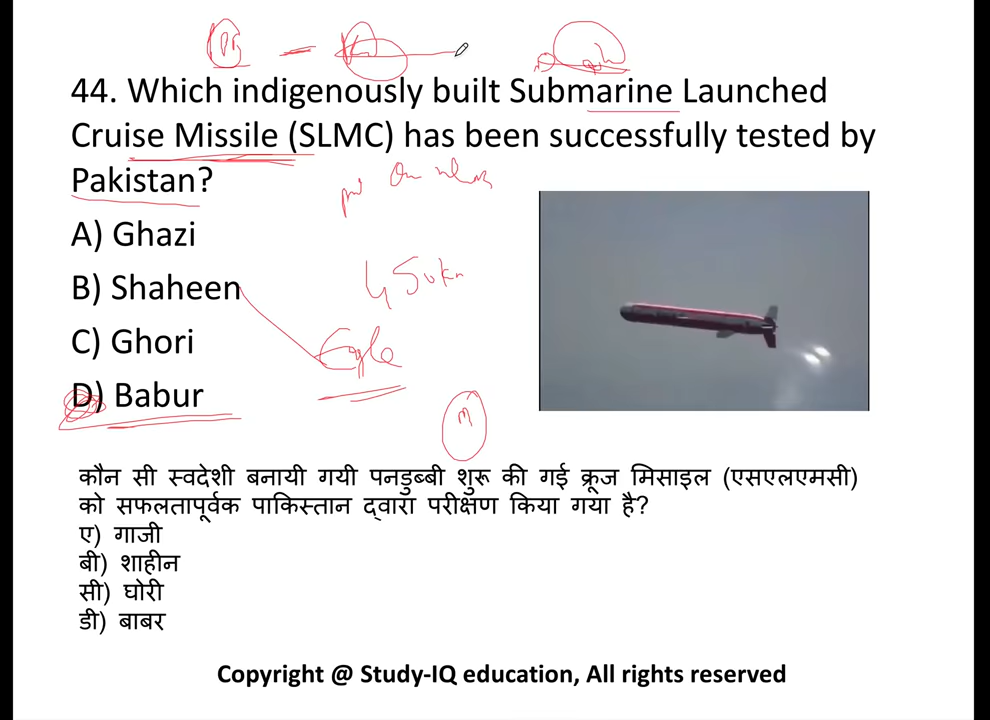 44. Which indigenously built Submarine Launched
Cruise Missile (SLMC) has been successfully tested by
Pakistan?
A) Ghazi
B) Shaheen
450km
C) Ghori
Eagle
D) Babur
m
कौन सी स्वदेशी बनायी गयी पनडुब्बी शुरू की गई क्रूज मिसाइल (एसएलएमसी)
को सफलतापूर्वक पाकिस्तान द्वारा परीक्षण किया गया है?
ए) गाजी
बी) शाहीन
सी) घोरी
डी) बाबर
Copyright @ Study-IQ education, All rights reserved